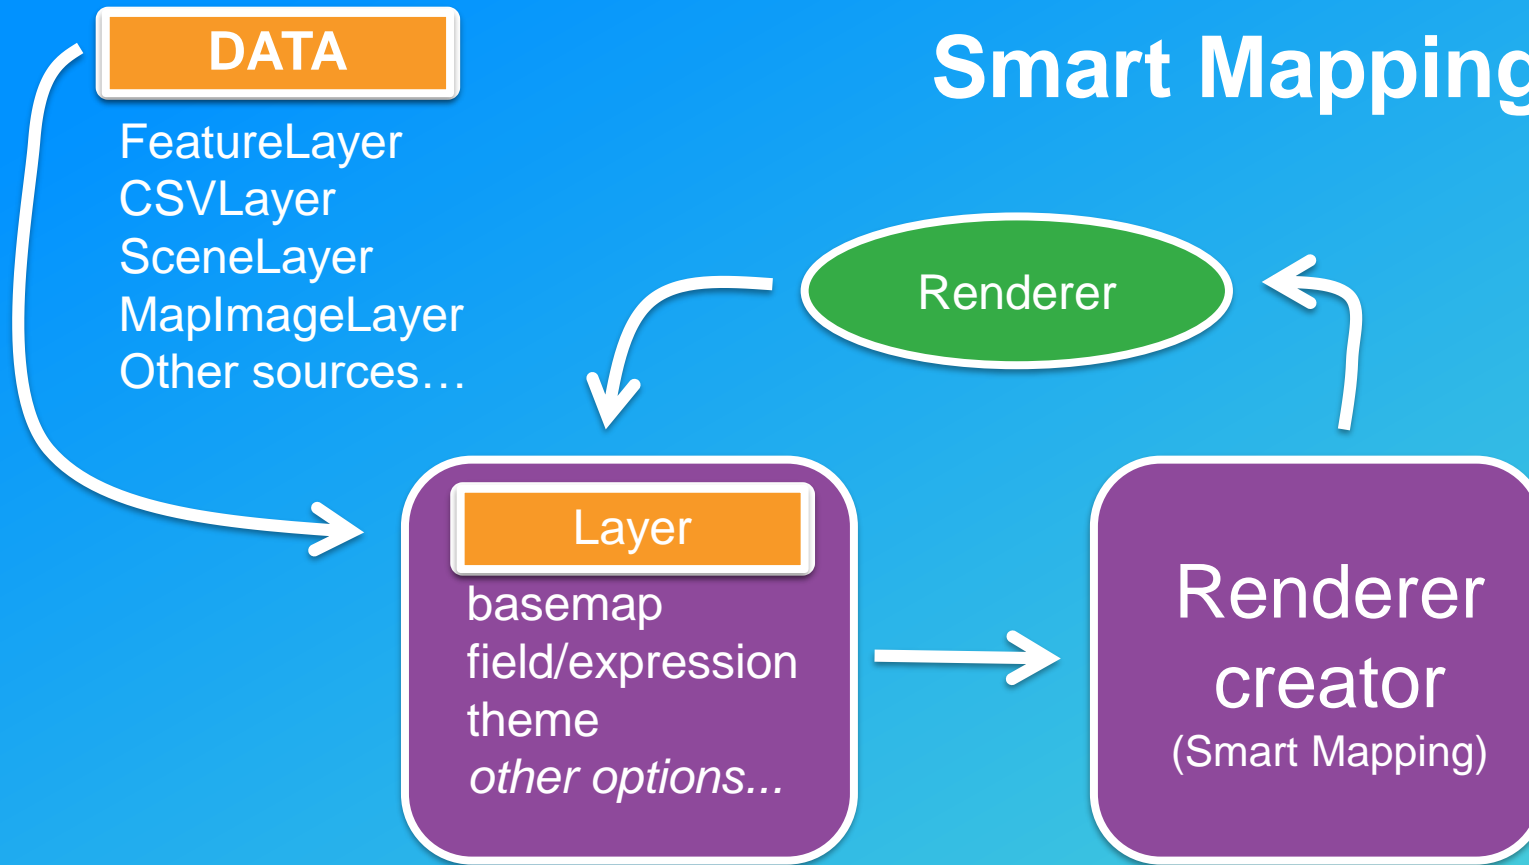 DATA
Smart Mapping
FeatureLayer
CSVLayer
SceneLayer
MapImageLayer
Other sources…
Renderer
Layer
basemap
field/expression
theme
other options...
Renderer
creator
(Smart Mapping)